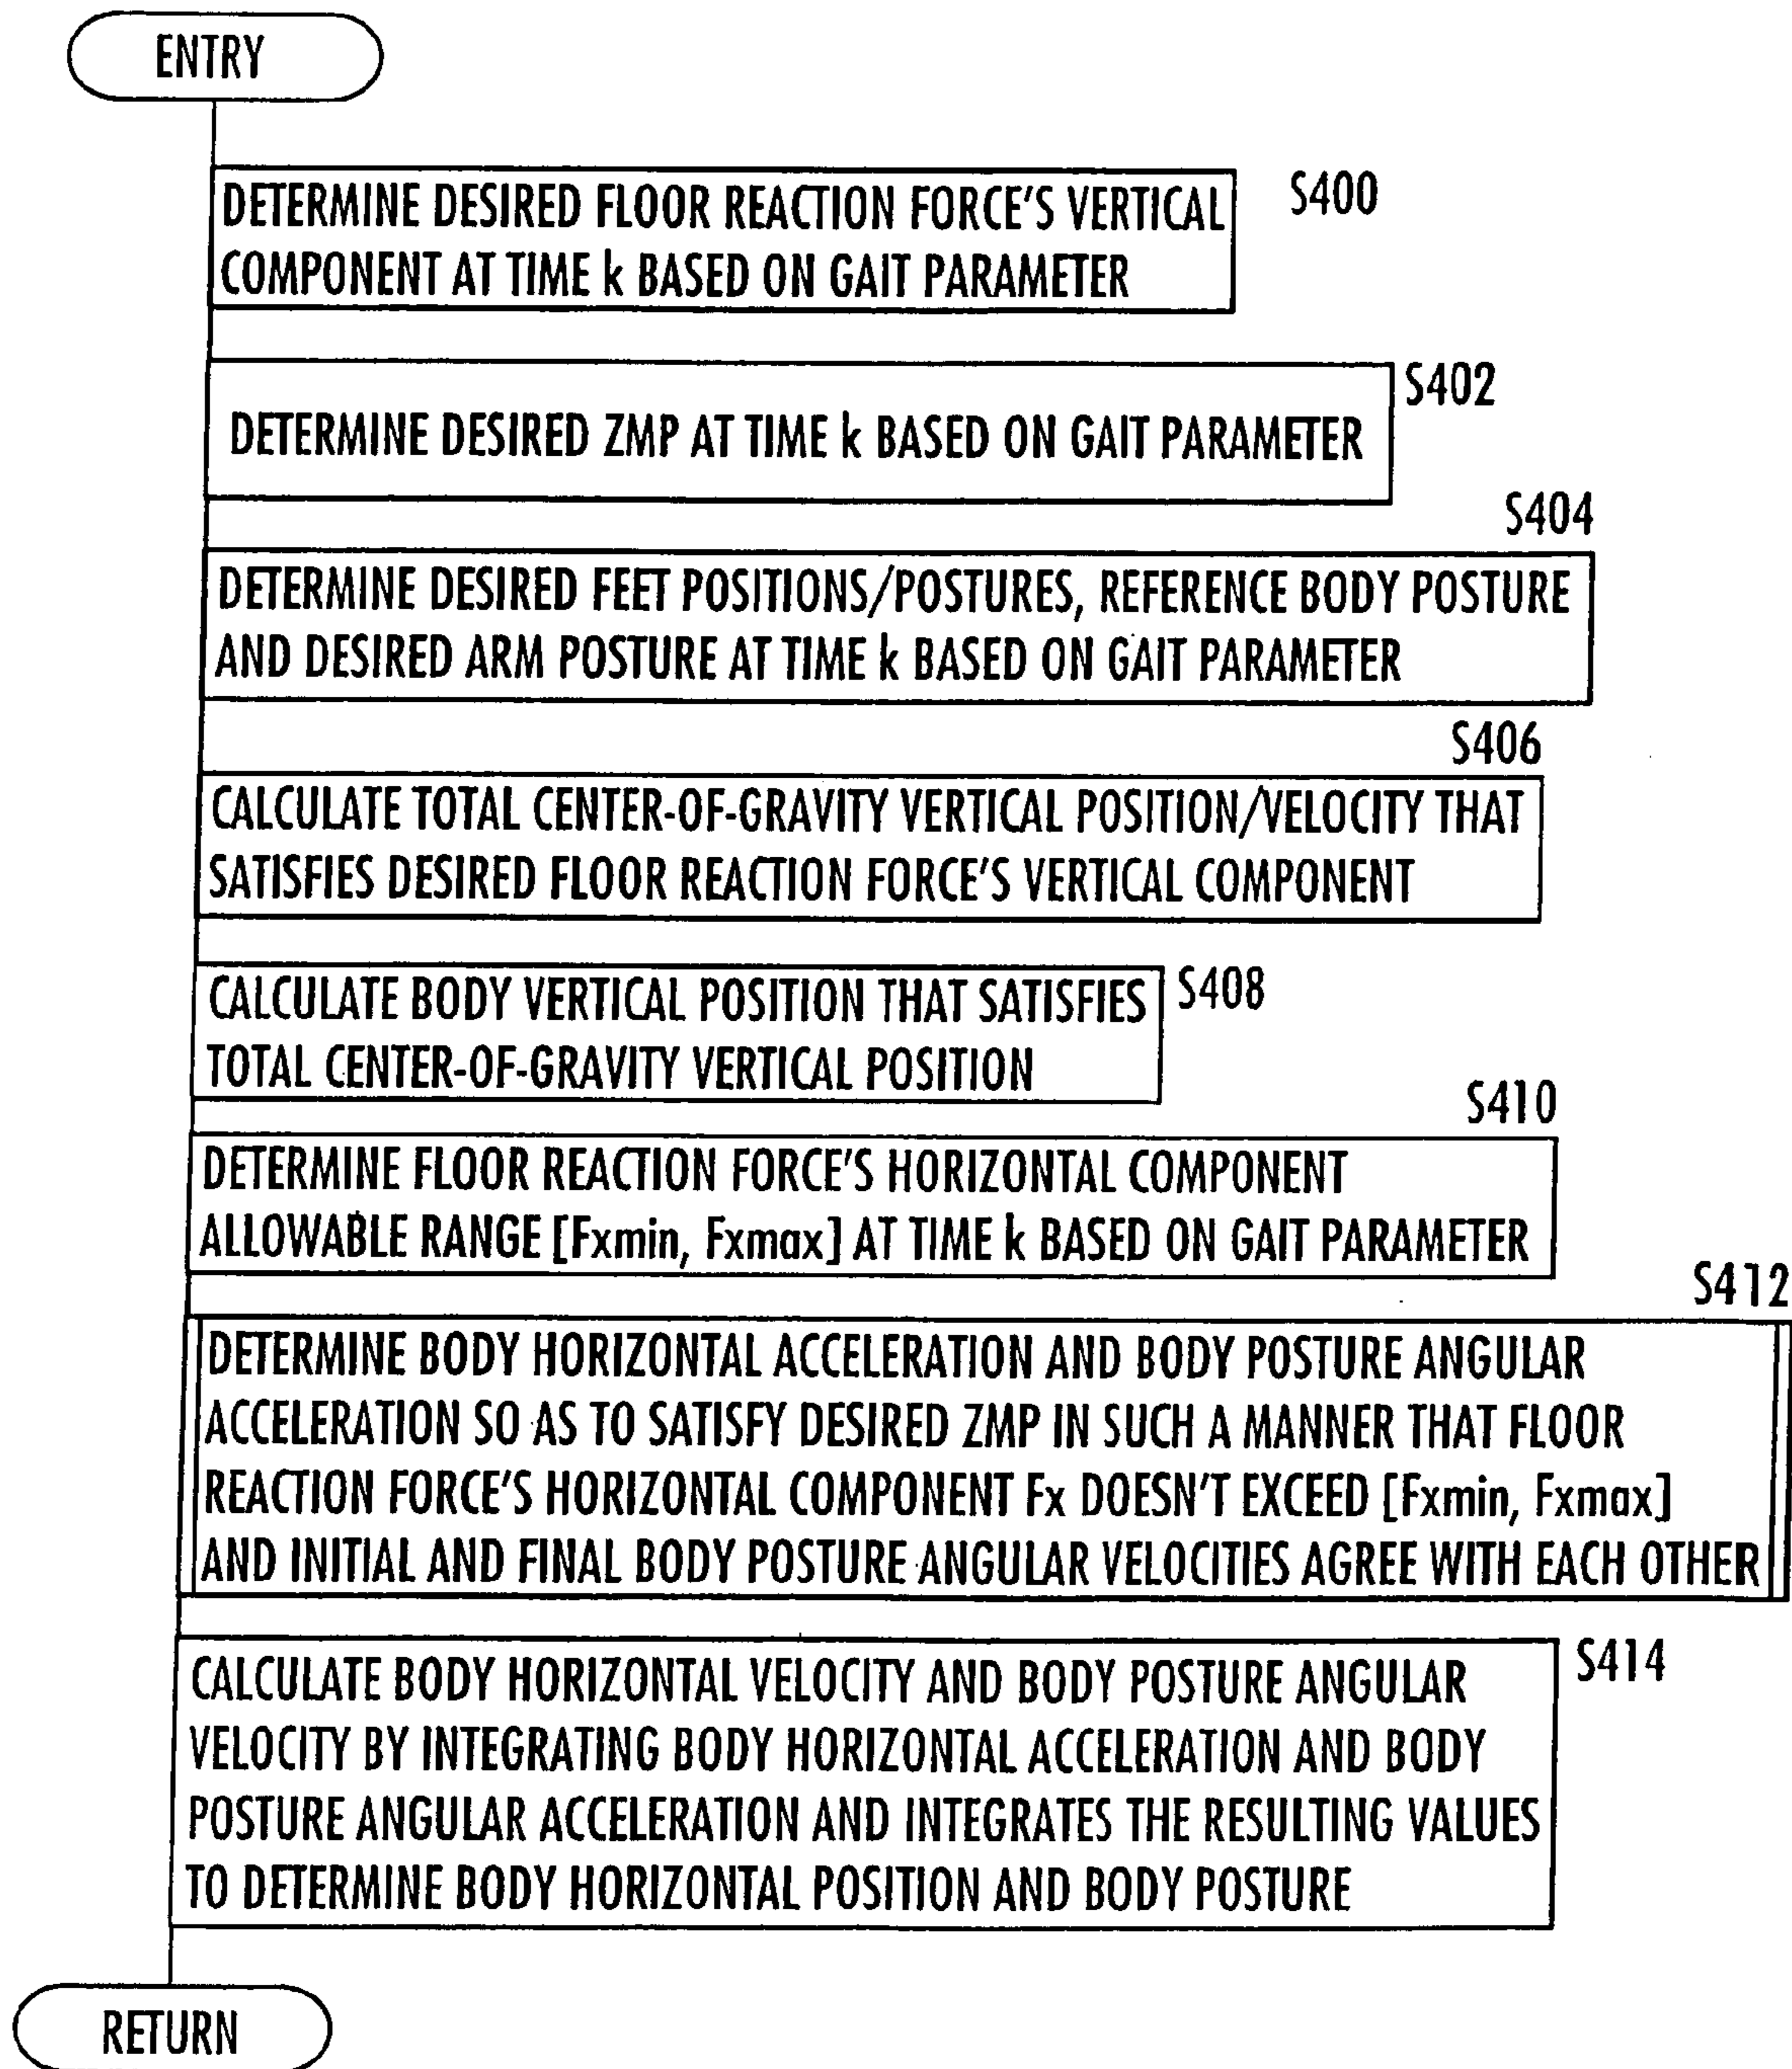 ENTRY
DETERMINE DESIRED FLOOR REACTION FORCE'S VERTICAL
COMPONENT AT TIME k BASED ON GAIT PARAMETER
S400
DETERMINE DESIRED ZMP AT TIME k BASED ON GAIT PARAMETER
S402
S404
DETERMINE DESIRED FEET POSITIONS/POSTURES, REFERENCE BODY POSTURE
AND DESIRED ARM POSTURE AT TIME k BASED ON GAIT PARAMETER
S406
CALCULATE TOTAL CENTER-OF-GRAVITY VERTICAL POSITION/VELOCITY THAT
SATISFIES DESIRED FLOOR REACTION FORCE'S VERTICAL COMPONENT
CALCULATE BODY VERTICAL POSITION THAT SATISFIES
TOTAL CENTER-OF-GRAVITY VERTICAL POSITION
S408
S410
DETERMINE FLOOR REACTION FORCE'S HORIZONTAL COMPONENT
ALLOWABLE RANGE [Fxmin, Fxmax] AT TIME k BASED ON GAIT PARAMETER
S412
DETERMINE BODY HORIZONTAL ACCELERATION AND BODY POSTURE ANGULAR
ACCELERATION SO AS TO SATISFY DESIRED ZMP IN SUCH A MANNER THAT FLOOR
REACTION FORCE'S HORIZONTAL COMPONENT Fx DOESN'T EXCEED [Fxmin, Fxmax]
AND INITIAL AND FINAL BODY POSTURE ANGULAR VELOCITIES AGREE WITH EACH OTHER
S414
CALCULATE BODY HORIZONTAL VELOCITY AND BODY POSTURE ANGULAR
VELOCITY BY INTEGRATING BODY HORIZONTAL ACCELERATION AND BODY
POSTURE ANGULAR ACCELERATION AND INTEGRATES THE RESULTING VALUES
TO DETERMINE BODY HORIZONTAL POSITION AND BODY POSTURE
RETURN